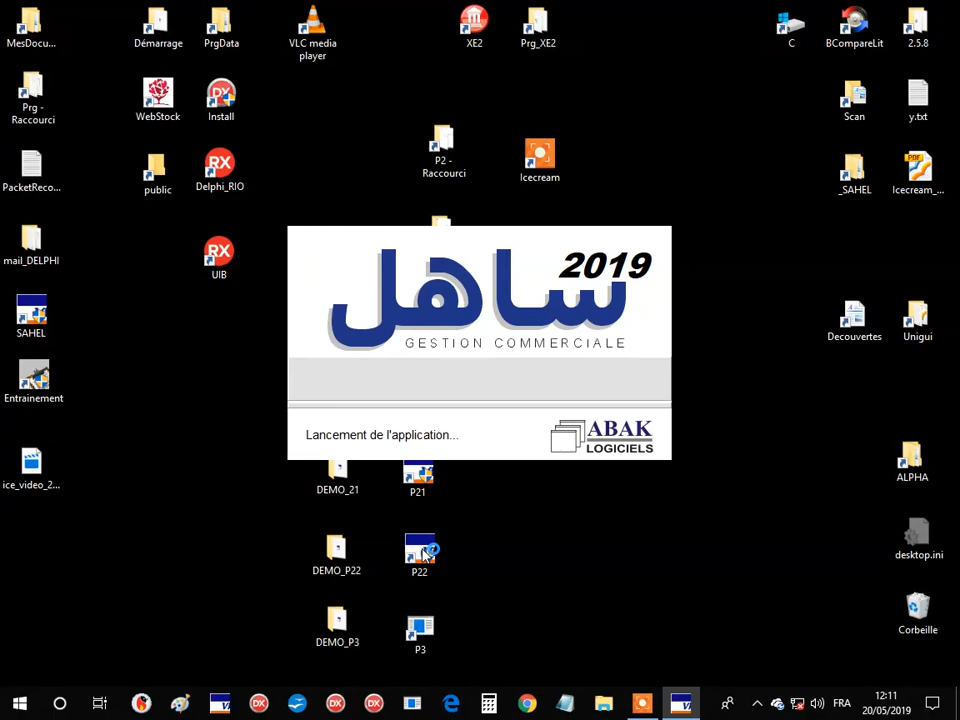 MesDocu...
Démarrage
PrgData
VLC media
player
XE2
Prg_XE2
C
BCompareLit
2.5.8
Prg -
Raccourci
WebStock
Install
P2 -
Raccourci
Icecream
Scan
y.txt
PacketReco...
public
Delphi_RIO
_SAHEL
Icecream_...
mail_DELPHI
UIB
2019
ساهل
GESTION COMMERCIALE
SAHEL
Decouvertes
Unigui
Entrainement
Lancement de l'application...
ABAK
LOGICIELS
ice_video_2...
DEMO_21
P21
ALPHA
DEMO_P22
P22
desktop.ini
DEMO_P3
P3
Corbeille
FRA
12:11
20/05/2019